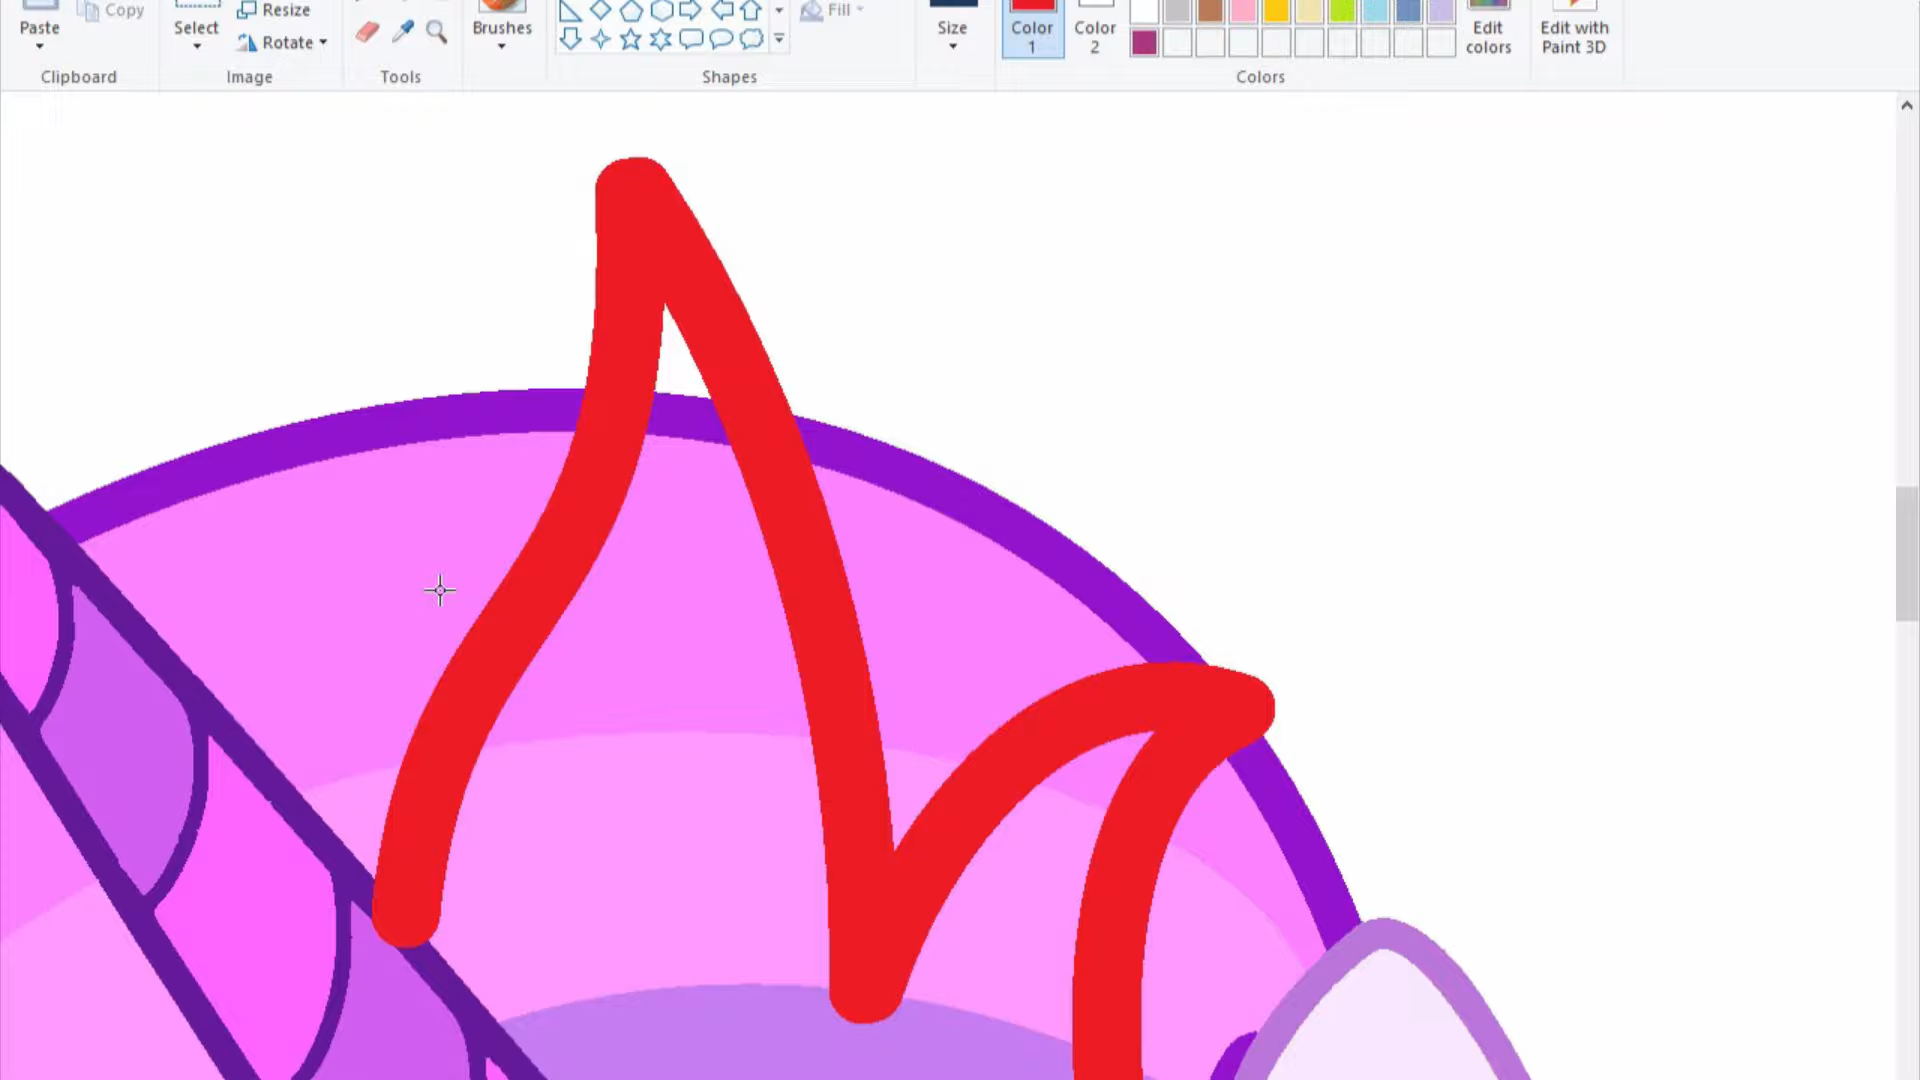 Paste
Copy
Select
Resize
Rotate
Brushes
Fill
Size
Color
1
Color
2
Edit
colors
Edit with
Paint 3D
Clipboard
Image
Tools
Shapes
Colors